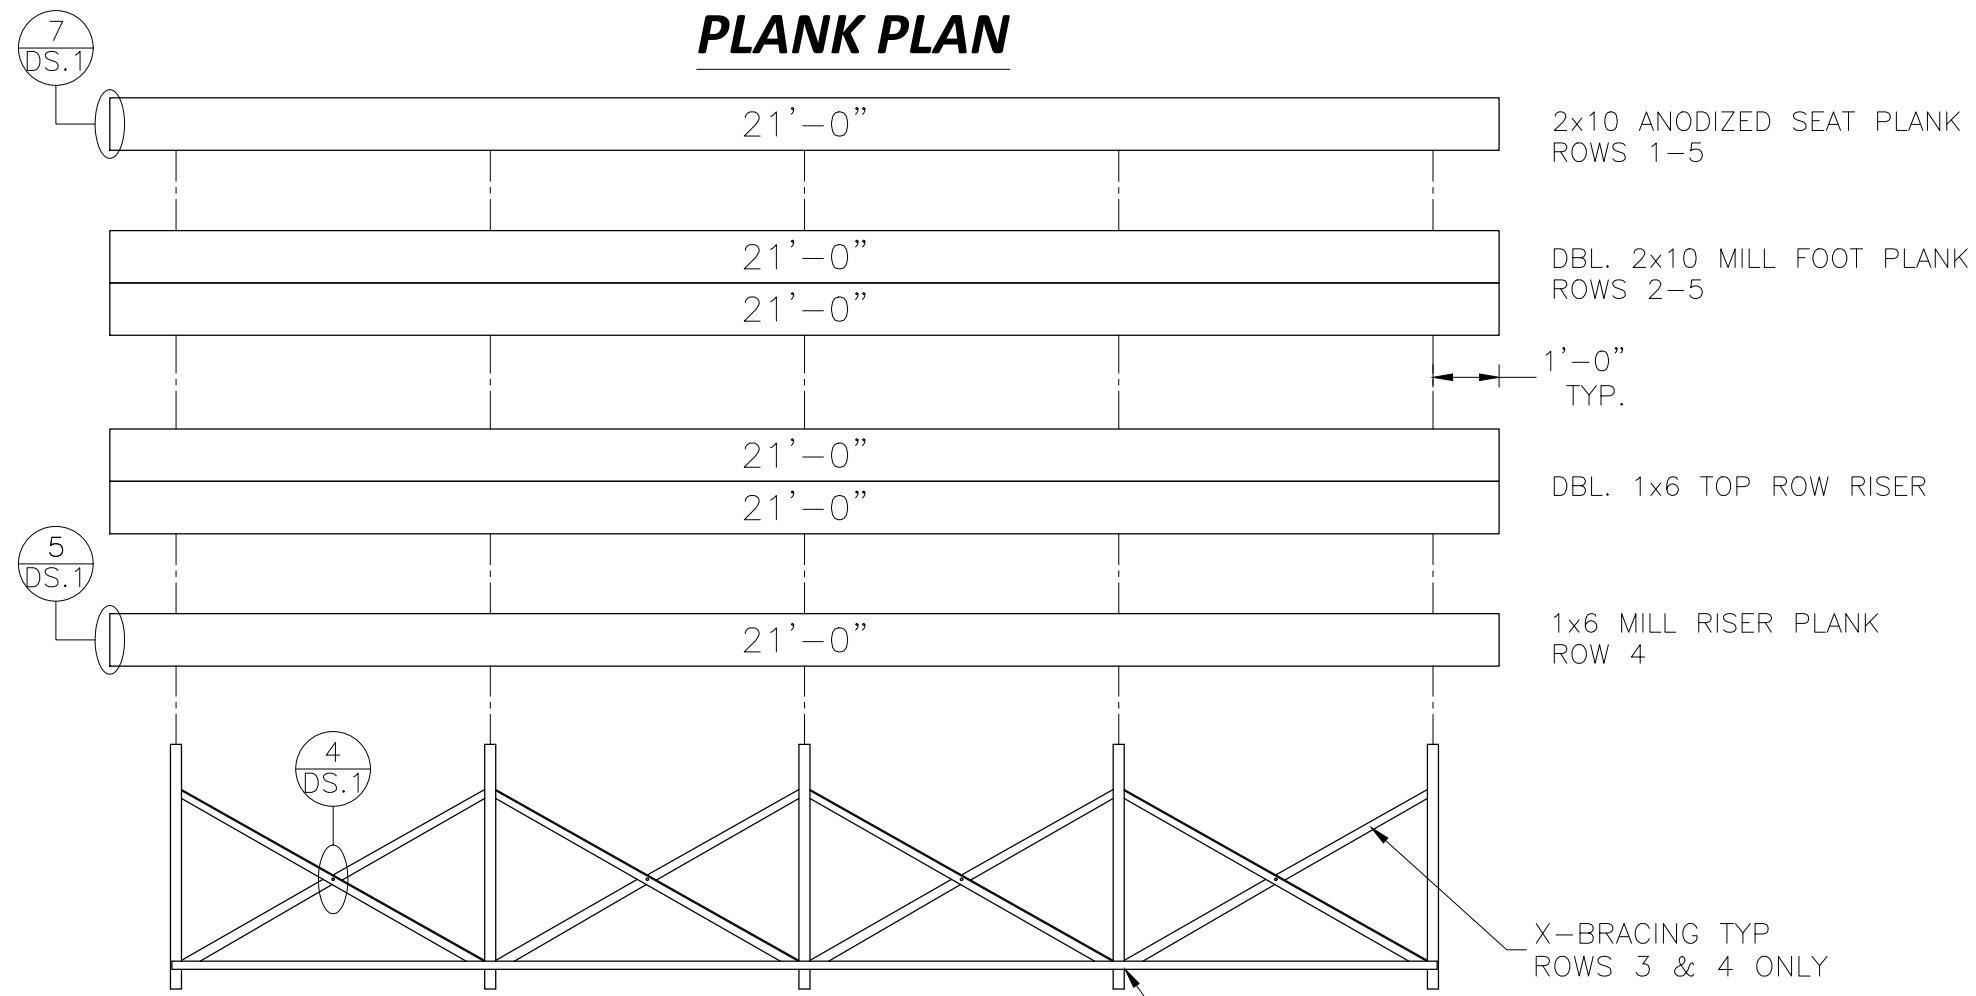 PLANK PLAN
7
DS.1
21'-0"
2x10 ANODIZED SEAT PLANK
ROWS 1-5
21'-0"
21'-0"
DBL. 2x10 MILL FOOT PLANK
ROWS 2-5
1'-0"
TYP.
21'-0"
21'-0"
DBL. 1x6 TOP ROW RISER
5
DS.1
21'-0"
1x6 MILL RISER PLANK
ROW 4
4
DS.1
X-BRACING TYP
ROWS 3 & 4 ONLY